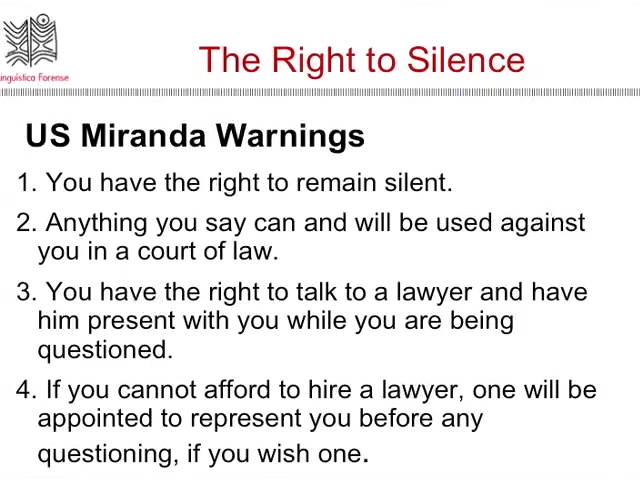 Linguística Forense
The Right to Silence
US Miranda Warnings
1. You have the right to remain silent.
2. Anything you say can and will be used against
you in a court of law.
3. You have the right to talk to a lawyer and have
him present with you while you are being
questioned.
4. If you cannot afford to hire a lawyer, one will be
appointed to represent you before any
questioning, if you wish one.